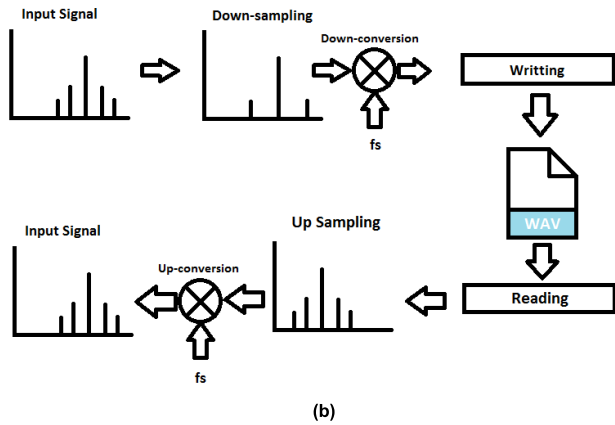 Input Signal
Down-sampling
Down-conversion
fs
Writting
WAV
Reading
Up Sampling
Up-conversion
fs
Input Signal
(b)